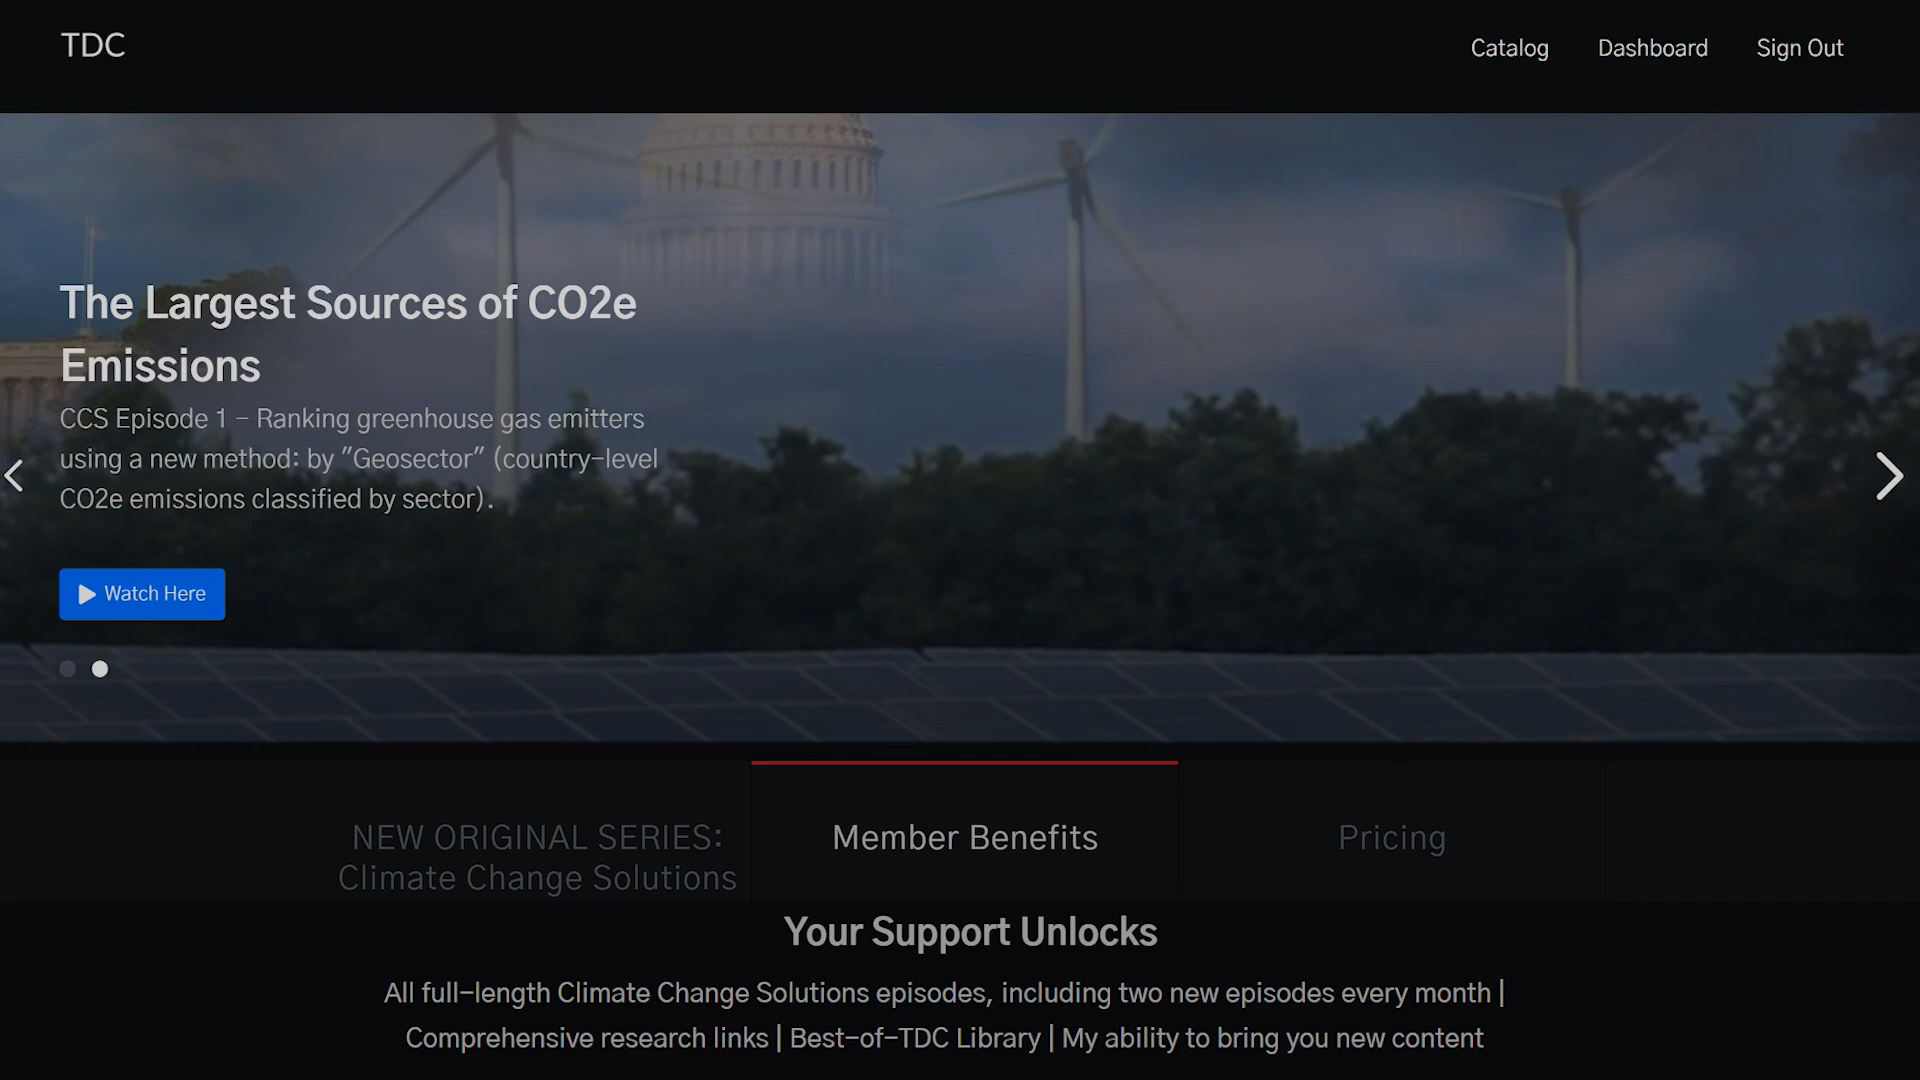 TDC
Catalog
Dashboard
Sign Out
The Largest Sources of CO2e
Emissions
CCS Episode 1 - Ranking greenhouse gas emitters
using a new method: by "Geosector" (country-level
CO2e emissions classified by sector).
Watch Here
NEW ORIGINAL SERIES:
Climate Change Solutions
Member Benefits
Pricing
Your Support Unlocks
All full-length Climate Change Solutions episodes, including two new episodes every month |
Comprehensive research links | Best-of-TDC Library | My ability to bring you new content